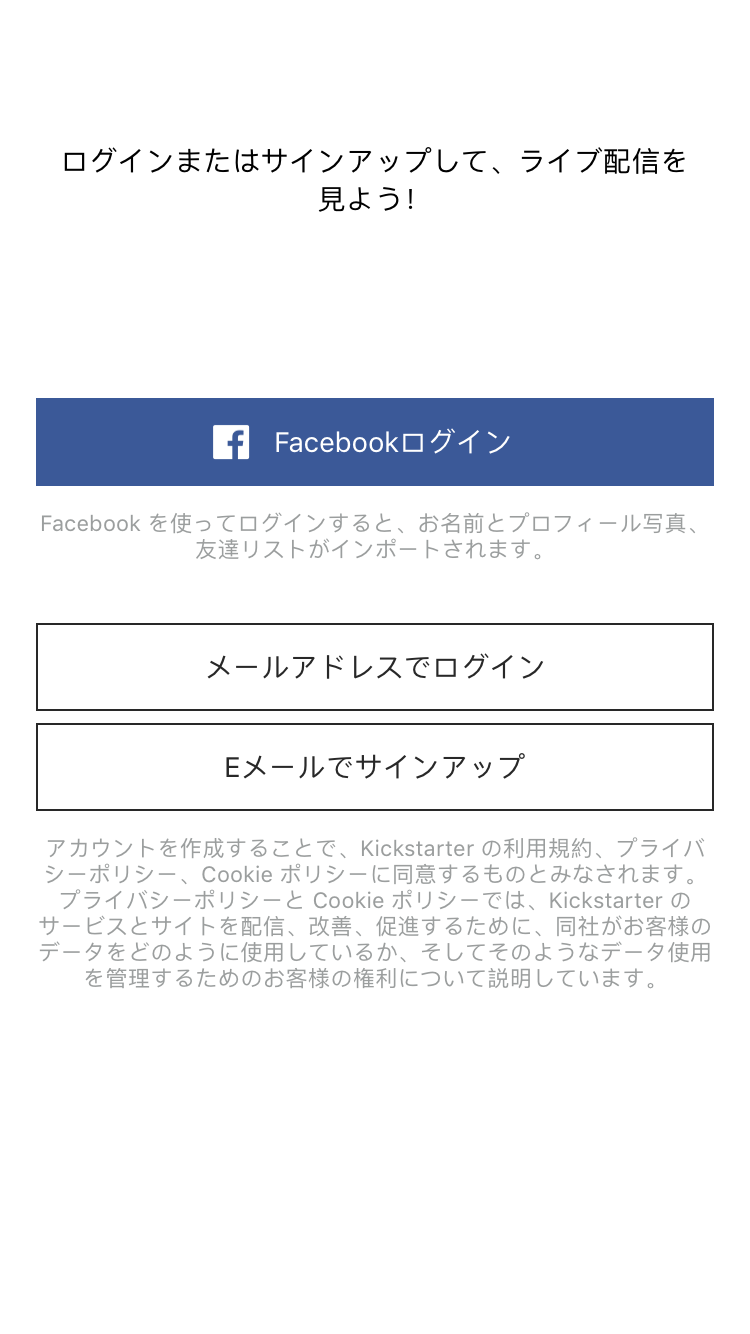 ログインまたはサインアップして、ライブ配信を
見よう!
Facebookログイン
Facebook を使ってログインすると、お名前とプロフィール写真、
友達リストがインポートされます。
メールアドレスでログイン
Eメールでサインアップ
アカウントを作成することで、Kickstarter の利用規約、プライバ
シーポリシー、Cookie ポリシーに同意するものとみなされます。
プライバシーポリシーと Cookie ポリシーでは、Kickstarter の
サービスとサイトを配信、改善、促進するために、同社がお客様の
データをどのように使用しているか、そしてそのようなデータ使用
を管理するためのお客様の権利について説明しています。